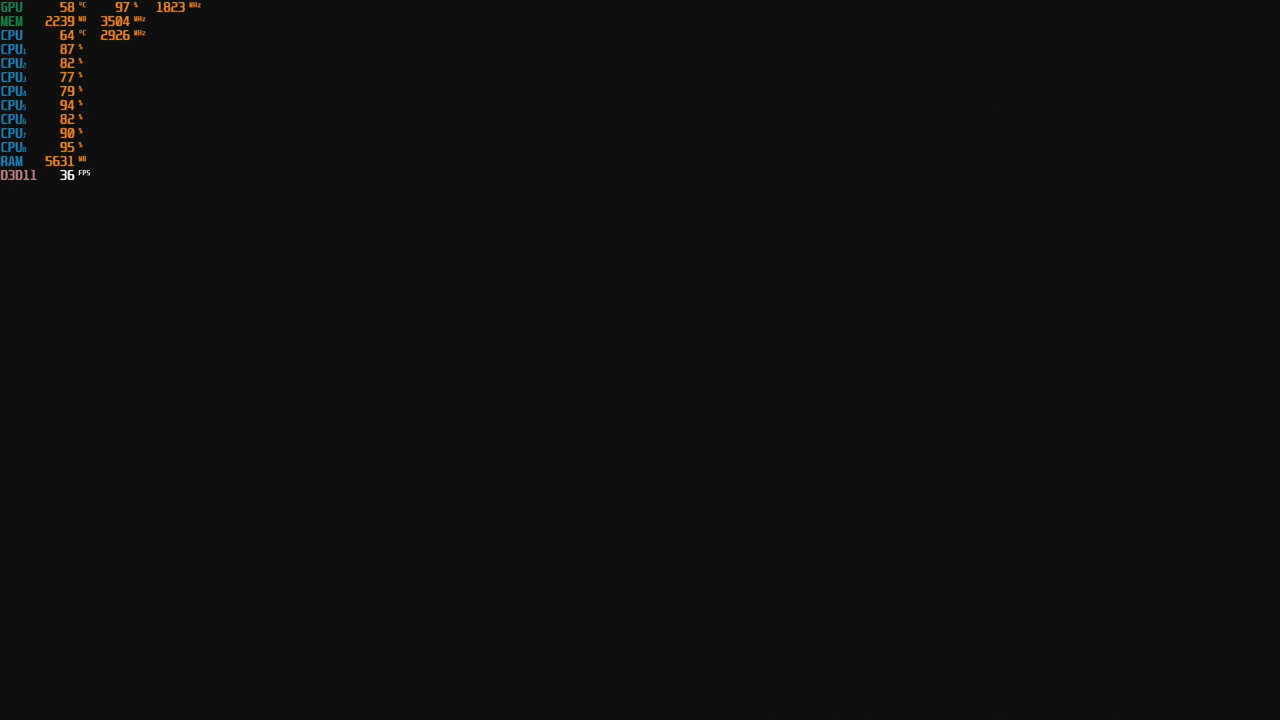 GPU 58 °C 97 % 1823 MHz
MEM 2239 MB 3504 MHz
CPU 64 °C 2926 MHz
CPU1 87 %
CPU2 82 %
CPU3 77 %
CPU4 79 %
CPU5 94 %
CPU6 82 %
CPU7 90 %
CPU8 95 %
RAM 5631 MB
D3D11 36 FPS